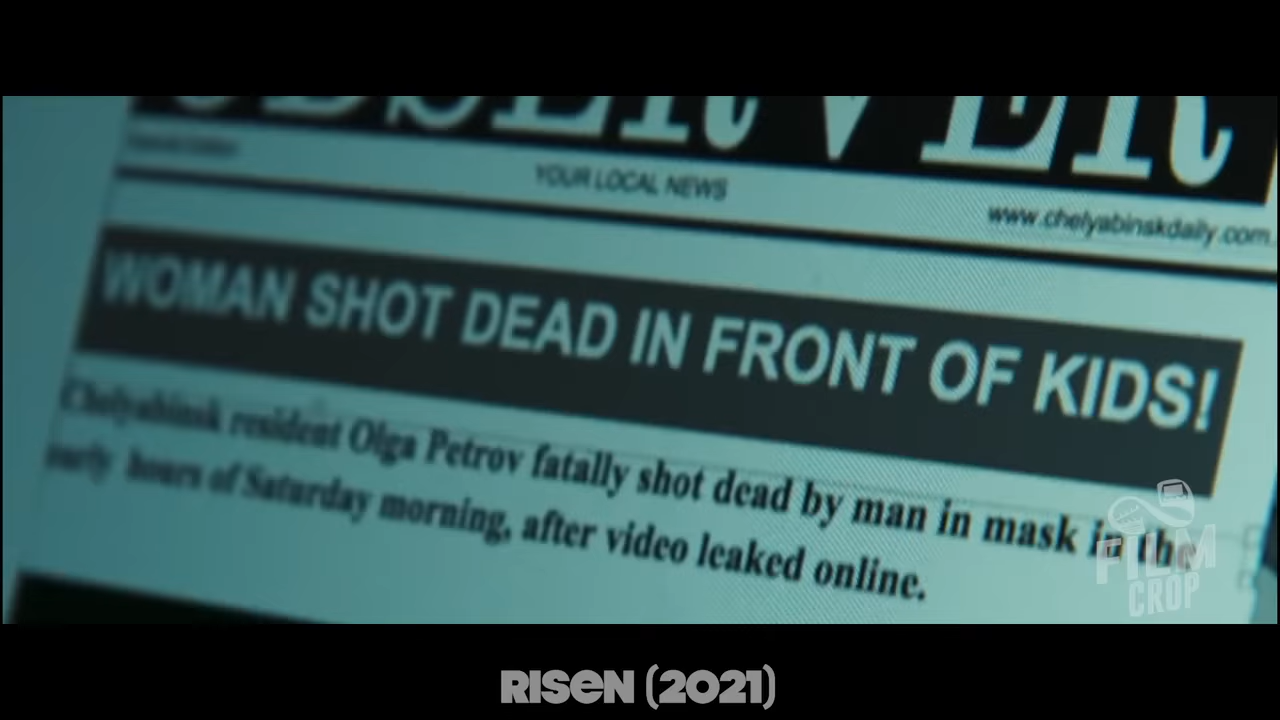 OBSERVER
YOUR LOCAL NEWS
www.chelyabinskdaily.com
WOMAN SHOT DEAD IN FRONT OF KIDS!
Chelyabinsk resident Olga Petrov fatally shot dead by man in mask in the
early hours of Saturday morning, after video leaked online.
FILM
CROP
RISEN (2021)